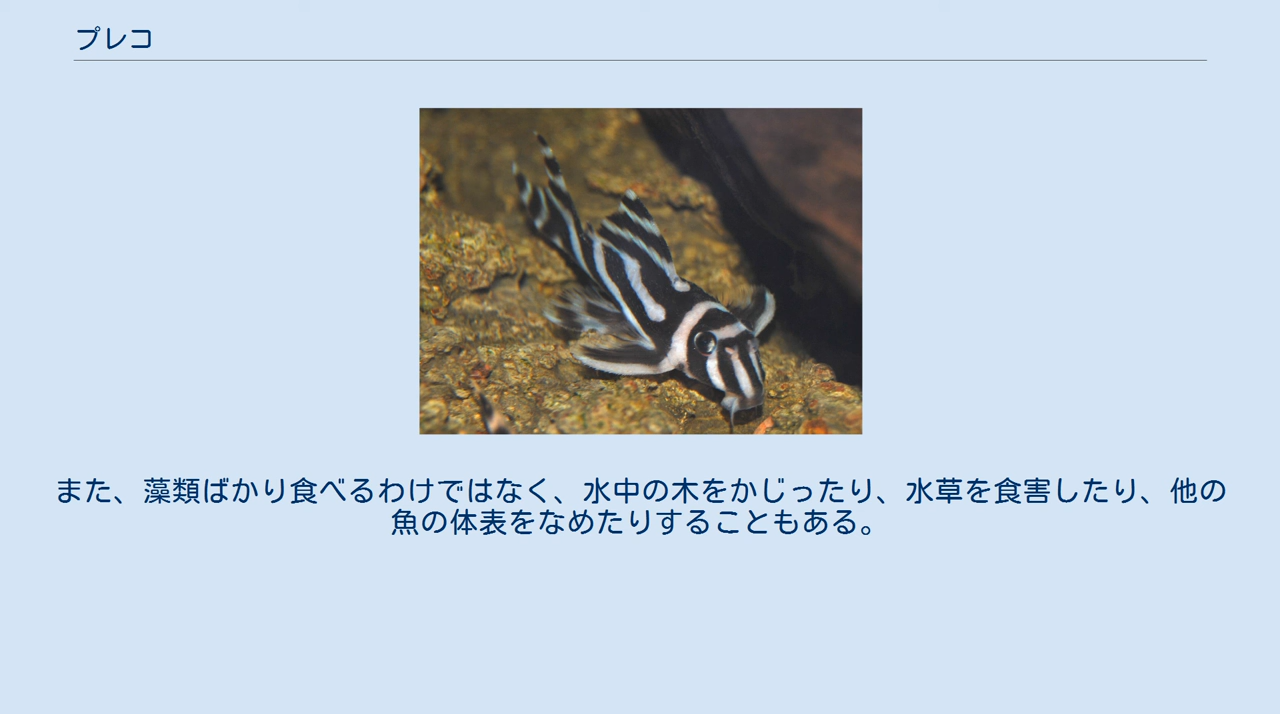 プレコ
また、藻類ばかり食べるわけではなく、水中の木をかじったり、水草を食害したり、他の
魚の体表をなめたりすることもある。